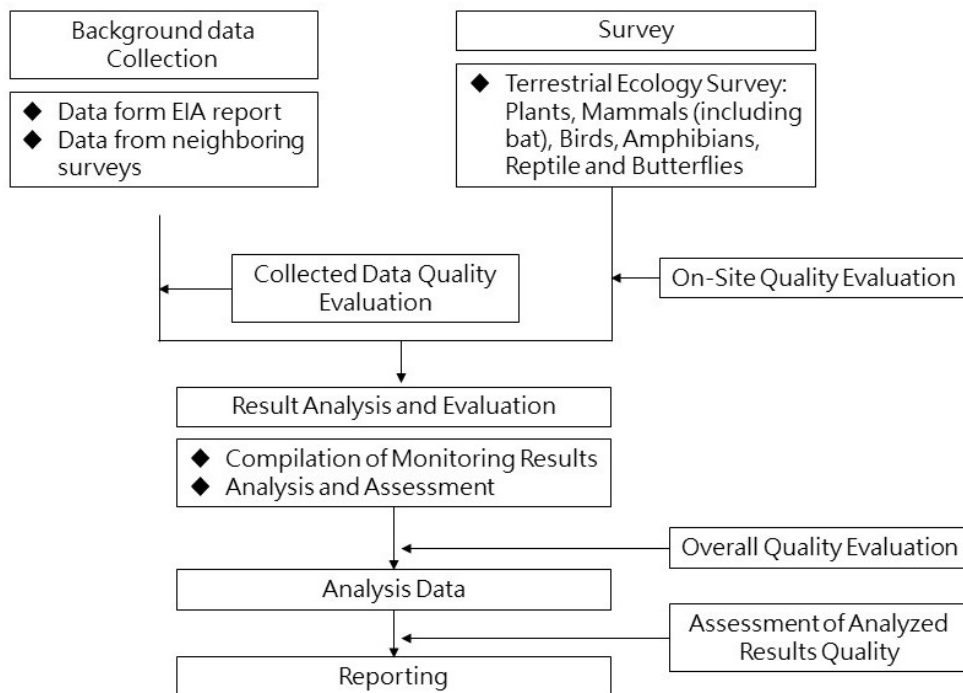 Background data
Collection
◆ Data form EIA report
◆ Data from neighboring
surveys
Survey
◆ Terrestrial Ecology Survey:
Plants, Mammals (including
bat), Birds, Amphibians,
Reptile and Butterflies
Collected Data Quality
Evaluation
On-Site Quality Evaluation
Result Analysis and Evaluation
◆ Compilation of Monitoring Results
◆ Analysis and Assessment
Overall Quality Evaluation
Analysis Data
Assessment of Analyzed
Results Quality
Reporting